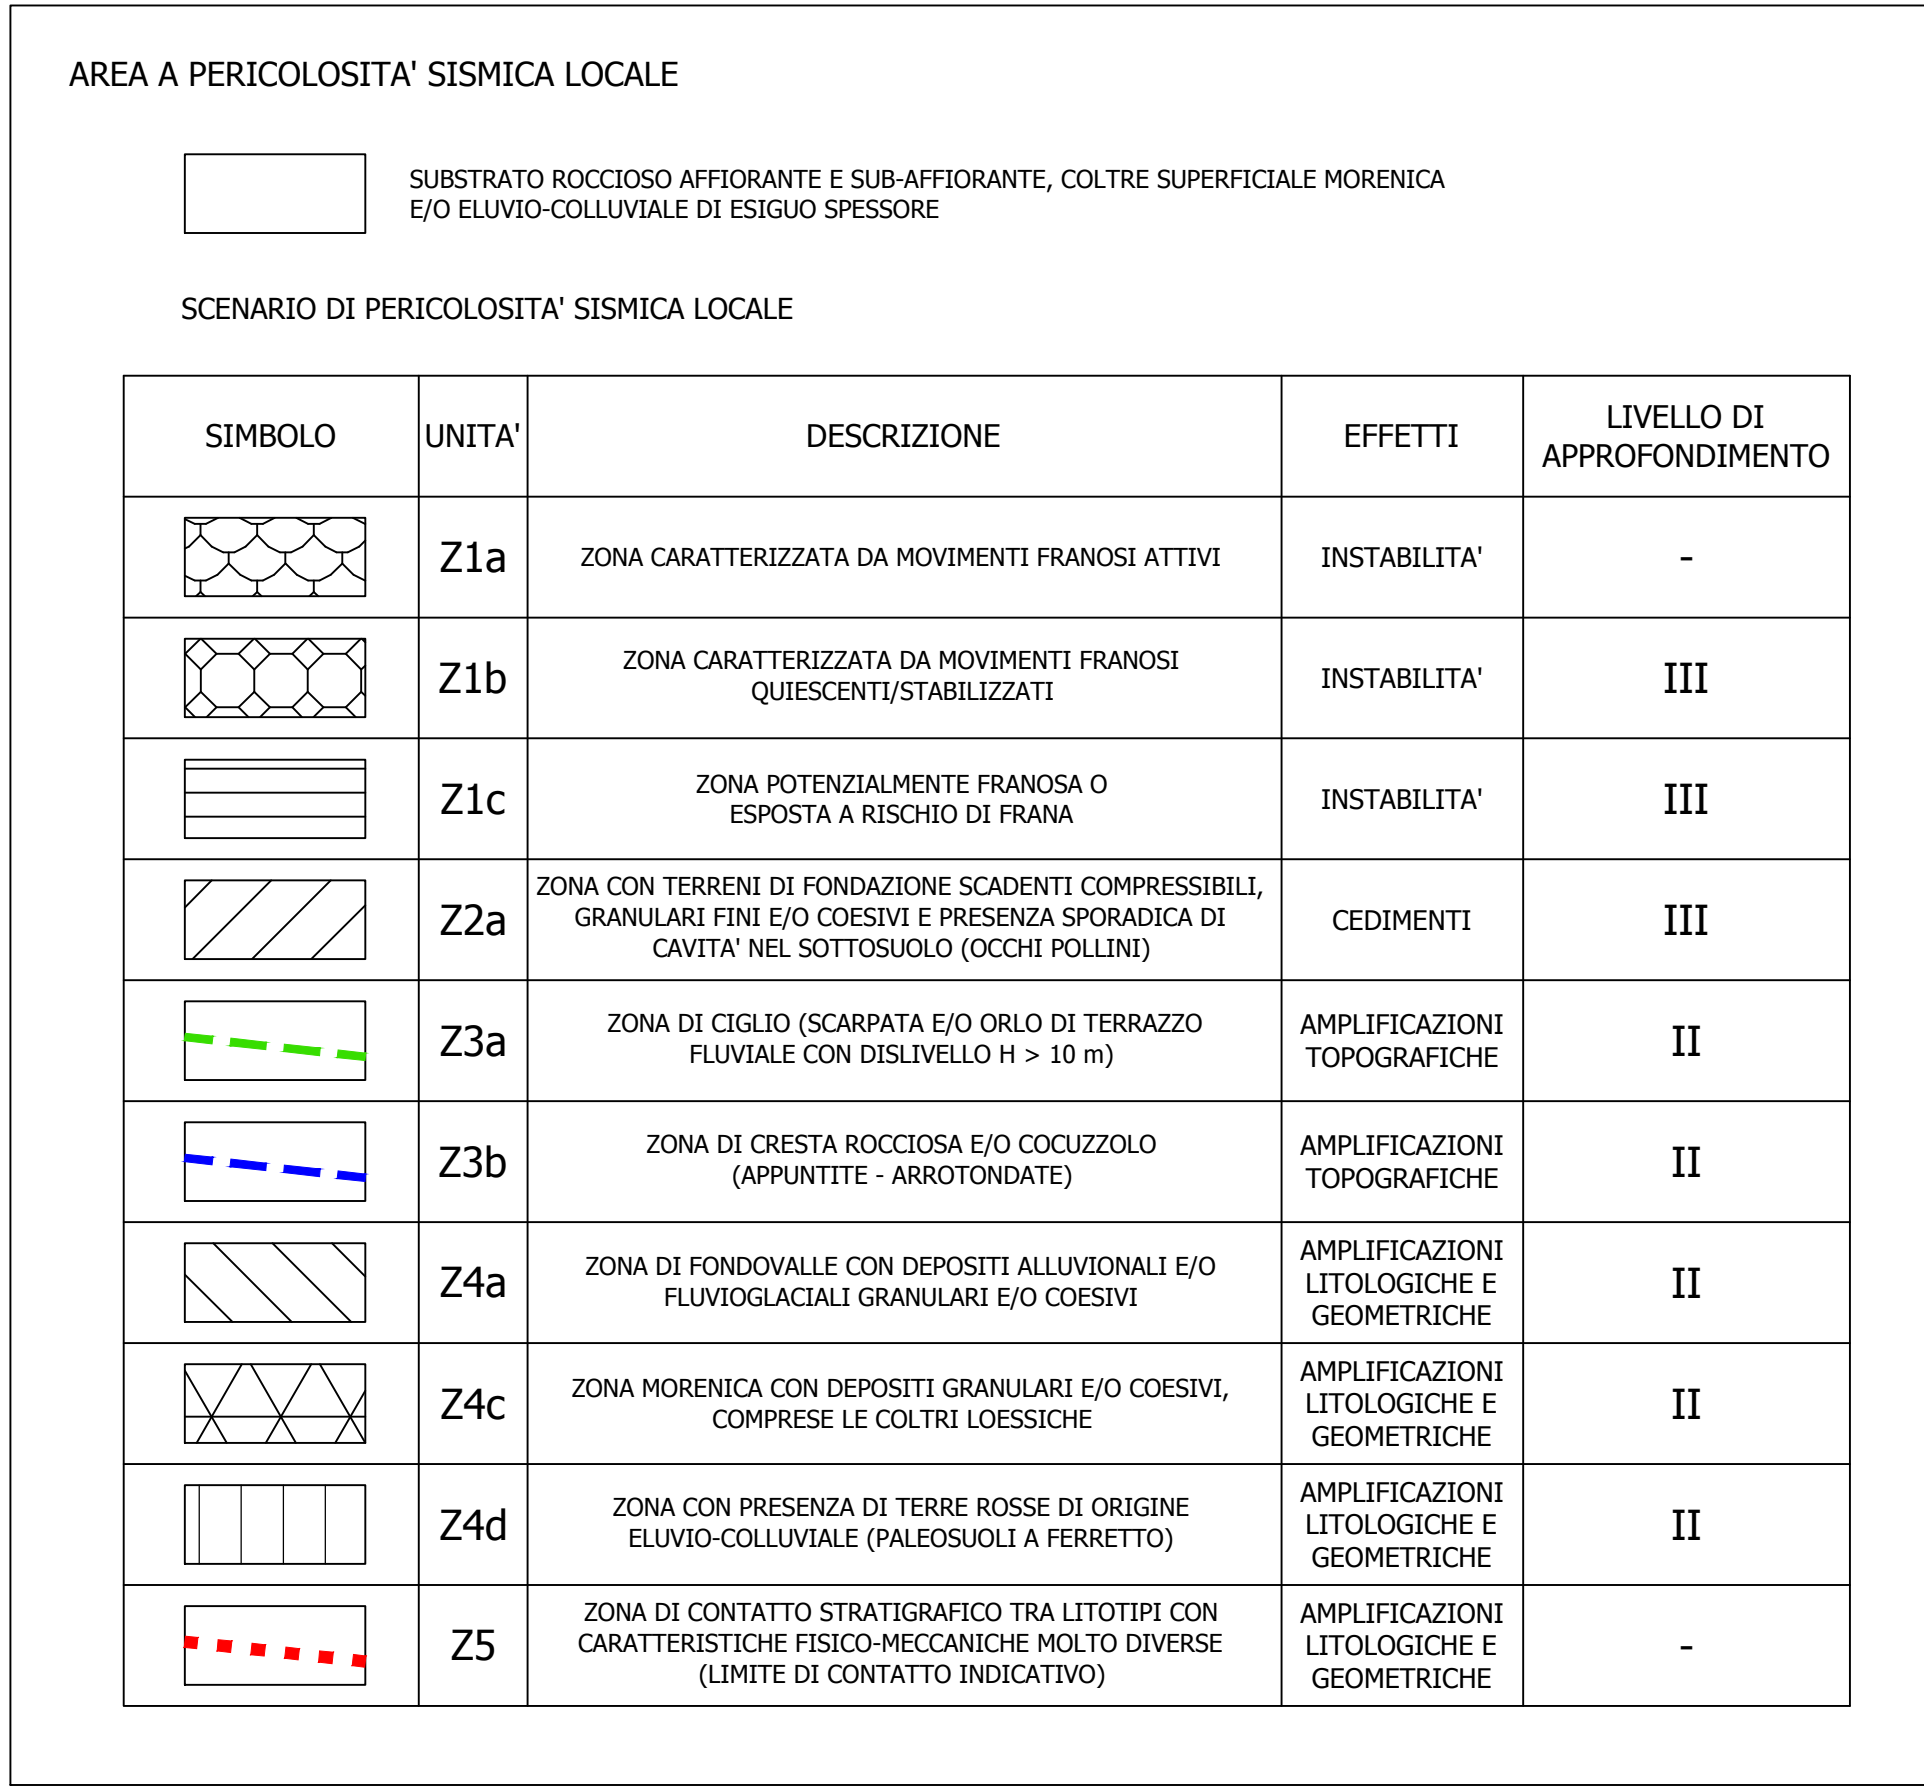 AREA A PERICOLOSITA' SISMICA LOCALE
SUBSTRATO ROCCIOSO AFFIORANTE E SUB-AFFIORANTE, COLTRE SUPERFICIALE MORENICA
E/O ELUVIO-COLLUVIALE DI ESIGUO SPESSORE
SCENARIO DI PERICOLOSITA' SISMICA LOCALE
SIMBOLO
UNITA'
DESCRIZIONE
EFFETTI
LIVELLO DI
APPROFONDIMENTO
Z1a
ZONA CARATTERIZZATA DA MOVIMENTI FRANOSI ATTIVI
INSTABILITA'
-
Z1b
ZONA CARATTERIZZATA DA MOVIMENTI FRANOSI
QUIESCENTI/STABILIZZATI
INSTABILITA'
III
Z1c
ZONA POTENZIALMENTE FRANOSA O
ESPOSTA A RISCHIO DI FRANA
INSTABILITA'
III
Z2a
ZONA CON TERRENI DI FONDAZIONE SCADENTI COMPRESSIBILI,
GRANULARI FINI E/O COESIVI E PRESENZA SPORADICA DI
CAVITA' NEL SOTTOSUOLO (OCCHI POLLINI)
CEDIMENTI
III
Z3a
ZONA DI CIGLIO (SCARPATA E/O ORLO DI TERRAZZO
FLUVIALE CON DISLIVELLO H > 10 m)
AMPLIFICAZIONI
TOPOGRAFICHE
II
Z3b
ZONA DI CRESTA ROCCIOSA E/O COCUZZOLO
(APPUNTITE - ARROTONDATE)
AMPLIFICAZIONI
TOPOGRAFICHE
II
Z4a
ZONA DI FONDOVALLE CON DEPOSITI ALLUVIONALI E/O
FLUVIOGLACIALI GRANULARI E/O COESIVI
AMPLIFICAZIONI
LITOLOGICHE E
GEOMETRICHE
II
Z4c
ZONA MORENICA CON DEPOSITI GRANULARI E/O COESIVI,
COMPRESE LE COLTRI LOESSICHE
AMPLIFICAZIONI
LITOLOGICHE E
GEOMETRICHE
II
Z4d
ZONA CON PRESENZA DI TERRE ROSSE DI ORIGINE
ELUVIO-COLLUVIALE (PALEOSUOLI A FERRETTO)
AMPLIFICAZIONI
LITOLOGICHE E
GEOMETRICHE
II
Z5
ZONA DI CONTATTO STRATIGRAFICO TRA LITOTIPI CON
CARATTERISTICHE FISICO-MECCANICHE MOLTO DIVERSE
(LIMITE DI CONTATTO INDICATIVO)
AMPLIFICAZIONI
LITOLOGICHE E
GEOMETRICHE
-